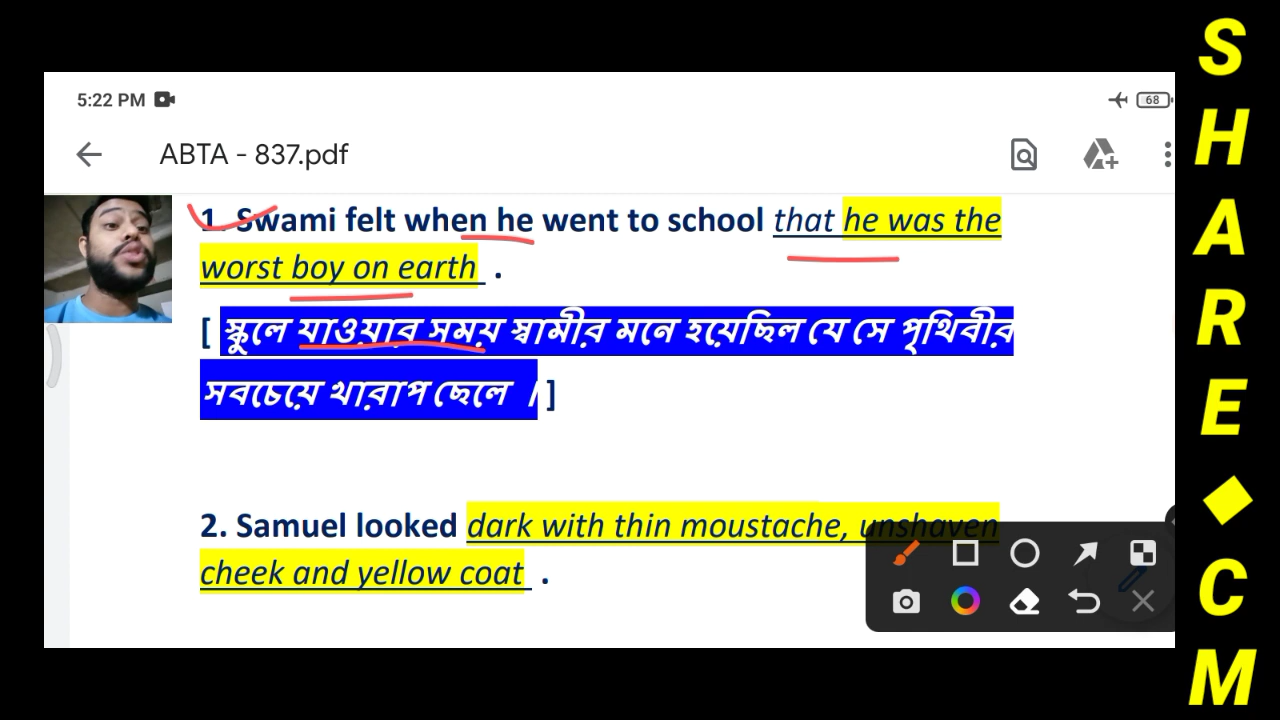 5:22 PM
68
ABTA - 837.pdf
1. Swami felt when he went to school that he was the
worst boy on earth .
[ স্কুলে যাওয়ার সময় স্বামীর মনে হয়েছিল যে সে পৃথিবীর
সবচেয়ে খারাপ ছেলে । ]
2. Samuel looked dark with thin moustache, unshaven
cheek and yellow coat .
SHARE ◆ CM